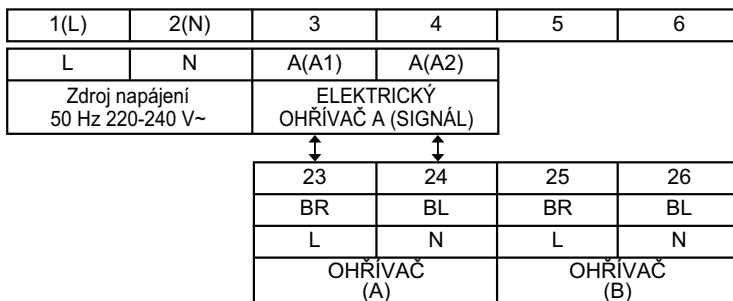 1(L) 2(N) 3 4 5 6
L N A(A1) A(A2)
Zdroj napájení
50 Hz 220-240 V~
ELEKTRICKÝ
OHŘÍVAČ A (SIGNÁL)
23 24 25 26
BR BL BR BL
L N L N
OHŘÍVAČ
(A)
OHŘÍVAČ
(B)